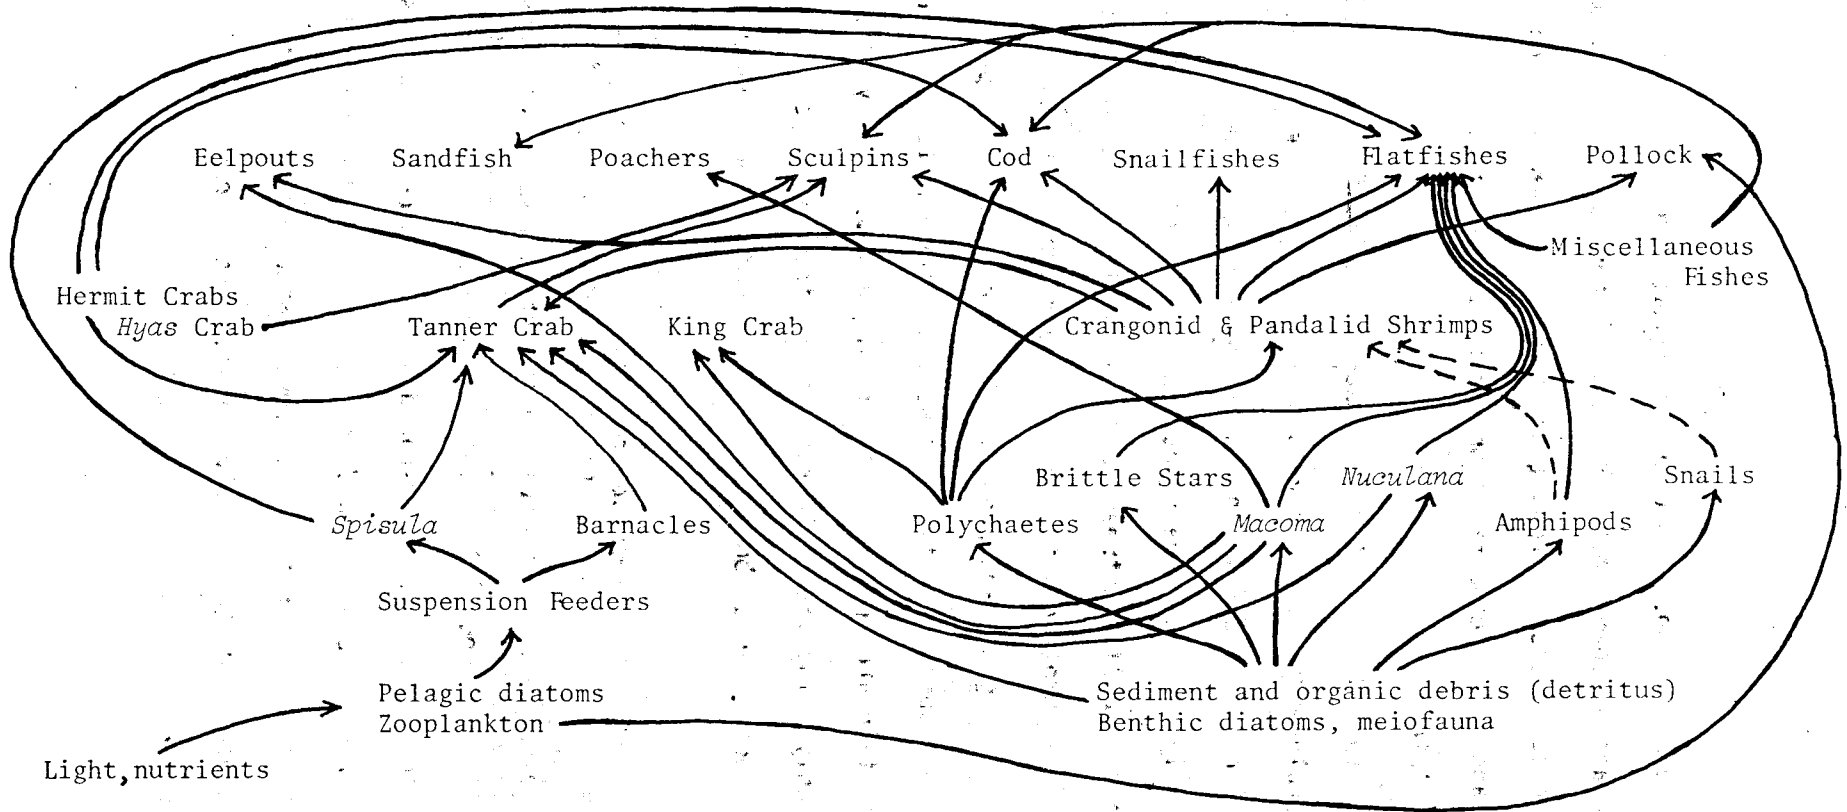 Eelpouts Sandfish Poachers Sculpins Cod Snailfishes Flatfishes Pollock
Miscellaneous
Fishes
Hermit Crabs
Hyas Crab
Tanner Crab King Crab Crangonid & Pandalid Shrimps
Brittle Stars Nuculana Snails
Spisula Barnacles Polychaetes Macoma Amphipods
Suspension Feeders
Pelagic diatoms
Zooplankton
Sediment and organic debris (detritus)
Benthic diatoms, meiofauna
Light, nutrients